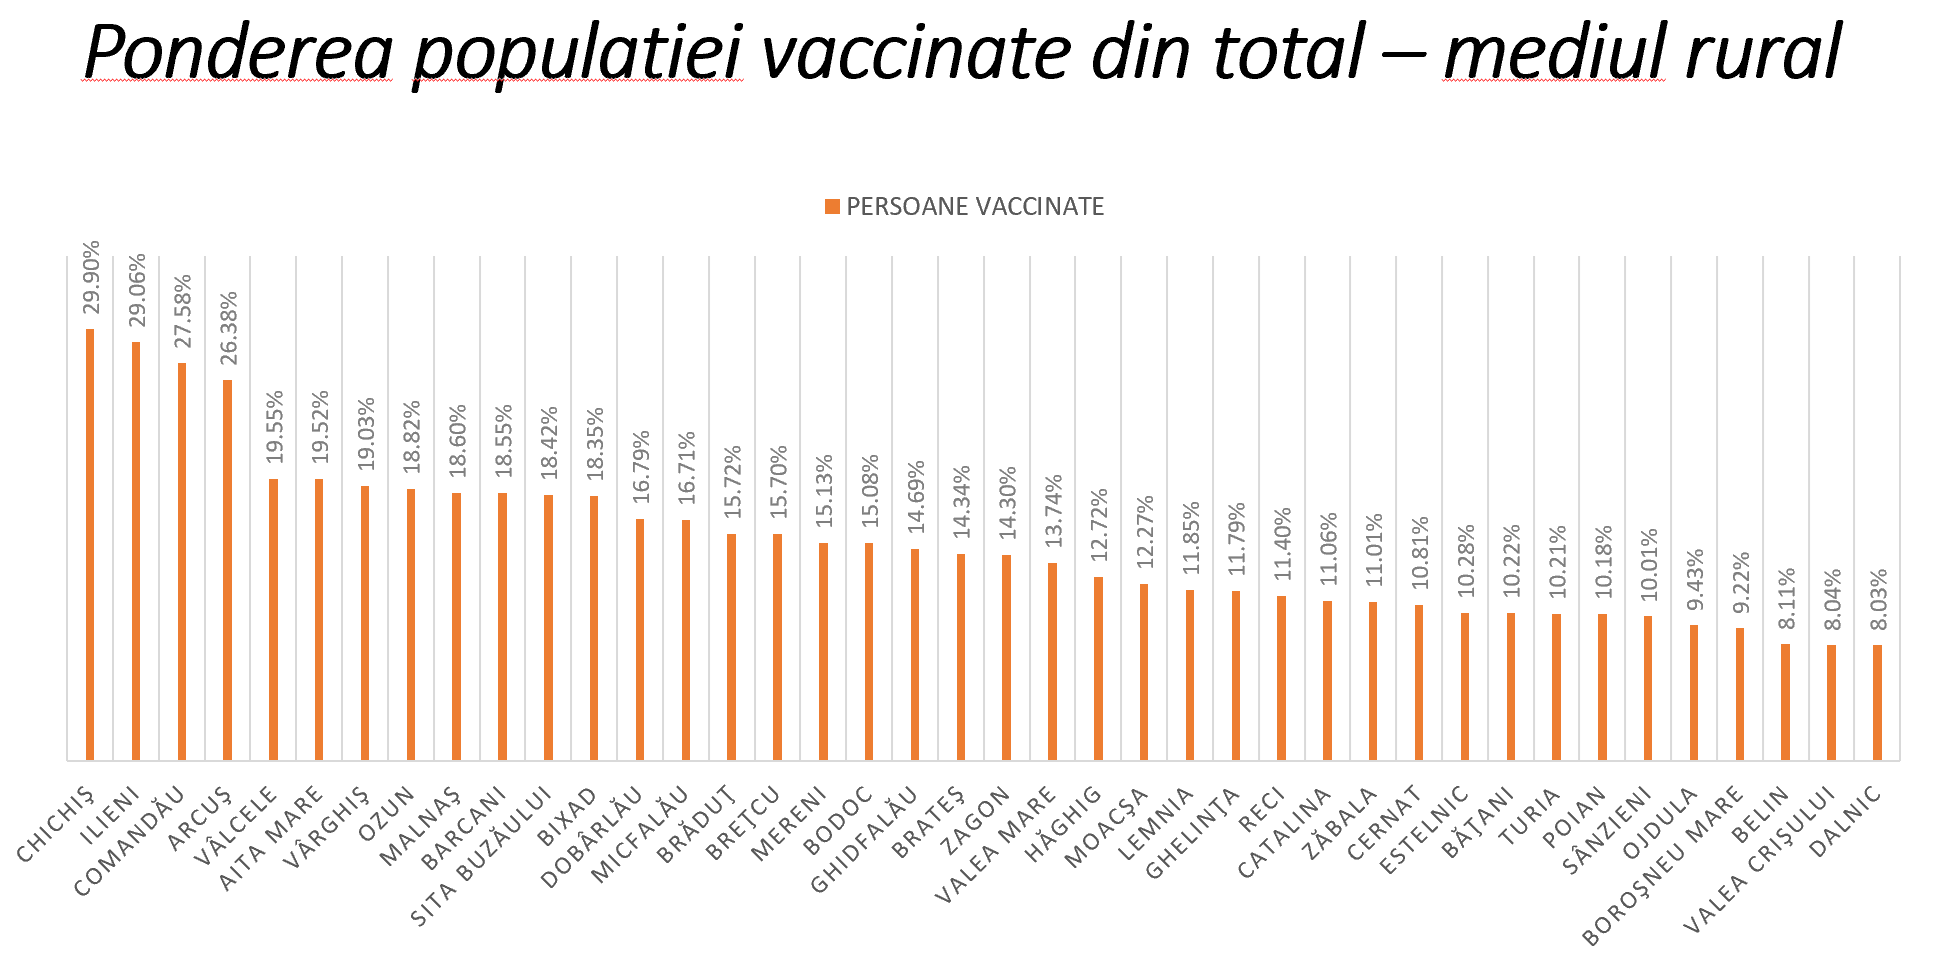 Ponderea populatiei vaccinate din total – mediul rural
PERSOANE VACCINATE
29.90%
29.06%
27.58%
26.38%
19.55%
19.52%
19.03%
18.82%
18.60%
18.55%
18.42%
18.35%
16.79%
16.71%
15.72%
15.70%
15.13%
15.08%
14.69%
14.34%
14.30%
13.74%
12.72%
12.27%
11.85%
11.79%
11.40%
11.06%
11.01%
10.81%
10.28%
10.22%
10.21%
10.18%
10.01%
9.43%
9.22%
8.11%
8.04%
8.03%
CHICHIŞ
ILIENI
COMANDĂU
ARCUŞ
VÂLCELE
AITA MARE
VÂRGHIŞ
OZUN
MALNAŞ
BARCANI
SITA BUZĂULUI
BIXAD
DOBÂRLĂU
MICFALĂU
BRĂDUŢ
BREŢCU
MERENI
BODOC
GHIDFALĂU
BRATEŞ
ZAGON
VALEA MARE
HĂGHIG
MOACŞA
LEMNIA
GHELINŢA
RECI
CATALINA
ZĂBALA
CERNAT
ESTELNIC
BĂŢANI
TURIA
POIAN
SÂNZIENI
OJDULA
BOROŞNEU MARE
BELIN
VALEA CRIŞULUI
DALNIC